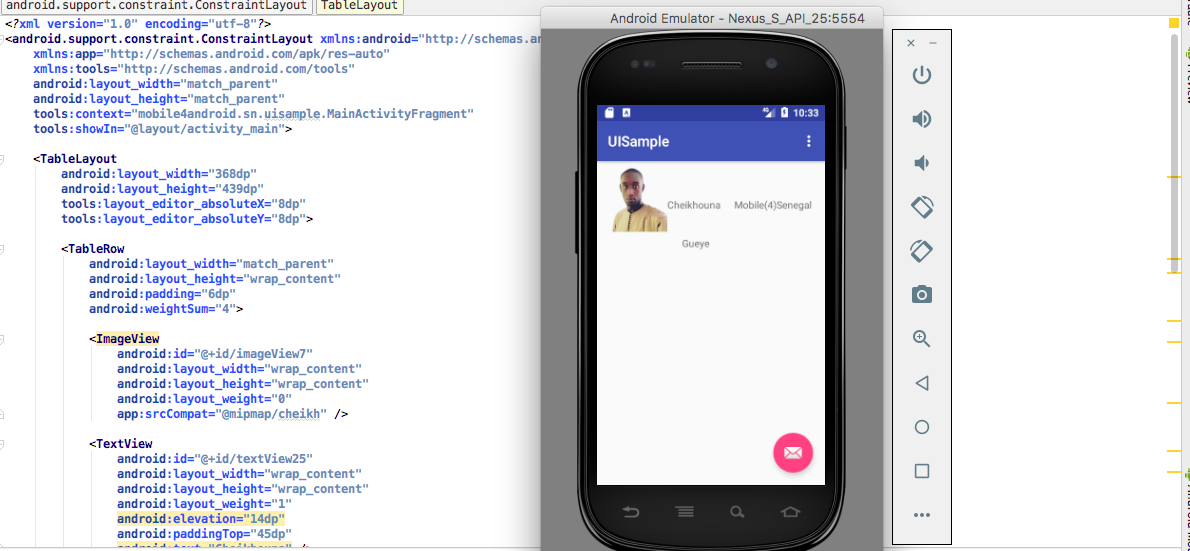 android.support.constraint.ConstraintLayout TableLayout
<?xml version="1.0" encoding="utf-8"?>
<android.support.constraint.ConstraintLayout xmlns:android="http://schemas.an
xmlns:app="http://schemas.android.com/apk/res-auto"
xmlns:tools="http://schemas.android.com/tools"
android:layout_width="match_parent"
android:layout_height="match_parent"
tools:context="mobile4android.sn.uisample.MainActivityFragment"
tools:showIn="@layout/activity_main">
<TableLayout
android:layout_width="368dp"
android:layout_height="439dp"
tools:layout_editor_absoluteX="8dp"
tools:layout_editor_absoluteY="8dp">
<TableRow
android:layout_width="match_parent"
android:layout_height="wrap_content"
android:padding="6dp"
android:weightSum="4">
<ImageView
android:id="@+id/imageView7"
android:layout_width="wrap_content"
android:layout_height="wrap_content"
android:layout_weight="0"
app:srcCompat="@mipmap/cheikh" />
<TextView
android:id="@+id/textView25"
android:layout_width="wrap_content"
android:layout_height="wrap_content"
android:layout_weight="1"
android:elevation="14dp"
android:paddingTop="45dp"
android:text="Cheikhouna" /
Android Emulator - Nexus_S_API_25:5554
A 4G 10:33
UISample
Cheikhouna Mobile(4)Senegal
Gueye
Preview